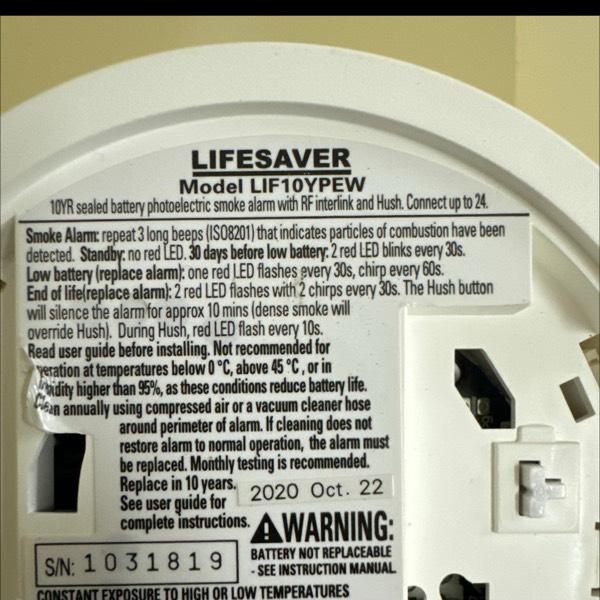 LIFESAVER
Model LIF10YPEW
10YR sealed battery photoelectric smoke alarm with RF interlink and Hush. Connect up to 24.
Smoke Alarm: repeat 3 long beeps (ISO8201) that indicates particles of combustion have been
detected. Standby: no red LED. 30 days before low battery: 2 red LED blinks every 30s.
Low battery (replace alarm): one red LED flashes every 30s, chirp every 60s.
End of life(replace alarm): 2 red LED flashes with 2 chirps every 30s. The Hush button
will silence the alarm for approx 10 mins (dense smoke will
override Hush). During Hush, red LED flash every 10s.
Read user guide before installing. Not recommended for
at temperatures below 0 °C, above 45 °C, or in
higher than 95%, as these conditions reduce battery life.
Clean annually using compressed air or a vacuum cleaner hose
around perimeter of alarm. If cleaning does not
restore alarm to normal operation, the alarm must
be replaced. Monthly testing is recommended.
Replace in 10 years. 2020 Oct. 22
See user guide for
complete instructions.
WARNING:
BATTERY NOT REPLACEABLE
- SEE INSTRUCTION MANUAL
S/N: 1031819
CONSTANT EXPOSURE TO HIGH OR LOW TEMPERATURES